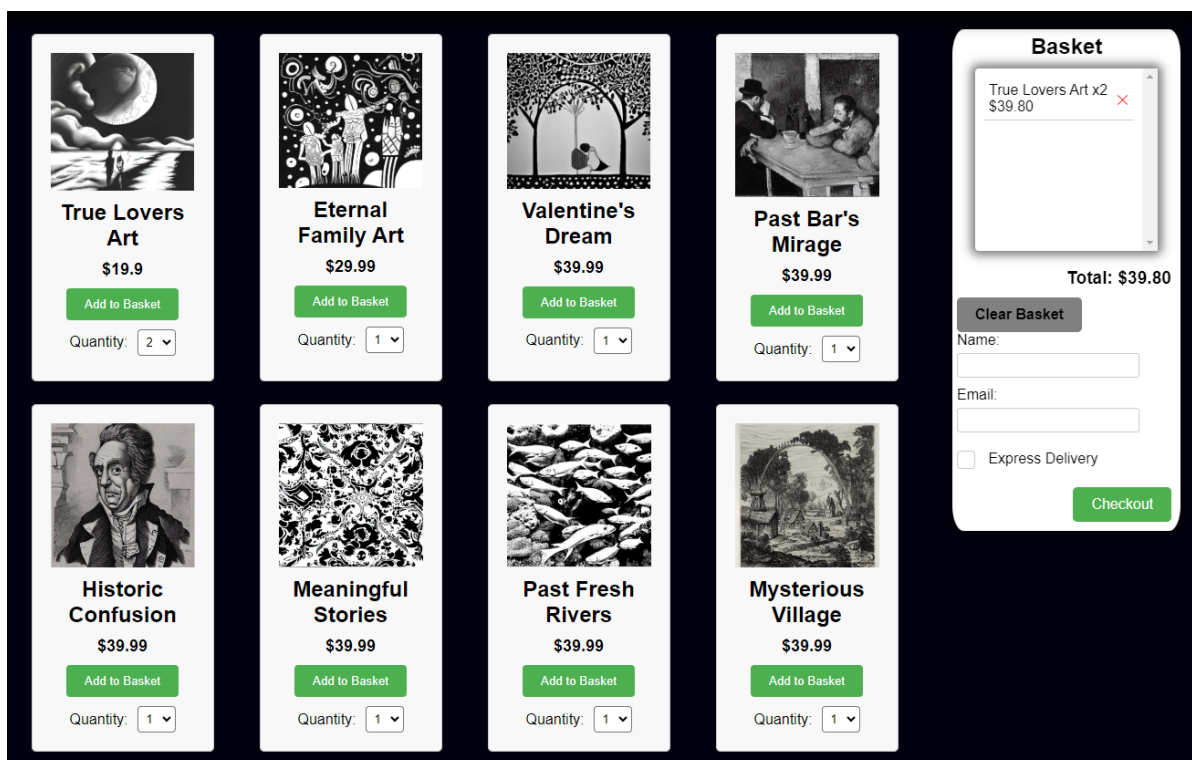 True Lovers
Art
$19.9
Add to Basket
Quantity: 2
Eternal
Family Art
$29.99
Add to Basket
Quantity: 1
Valentine's
Dream
$39.99
Add to Basket
Quantity: 1
Past Bar's
Mirage
$39.99
Add to Basket
Quantity: 1
Historic
Confusion
$39.99
Add to Basket
Quantity: 1
Meaningful
Stories
$39.99
Add to Basket
Quantity: 1
Past Fresh
Rivers
$39.99
Add to Basket
Quantity: 1
Mysterious
Village
$39.99
Add to Basket
Quantity: 1
Basket
True Lovers Art x2
$39.80
Total: $39.80
Clear Basket
Name:
Email:
Express Delivery
Checkout